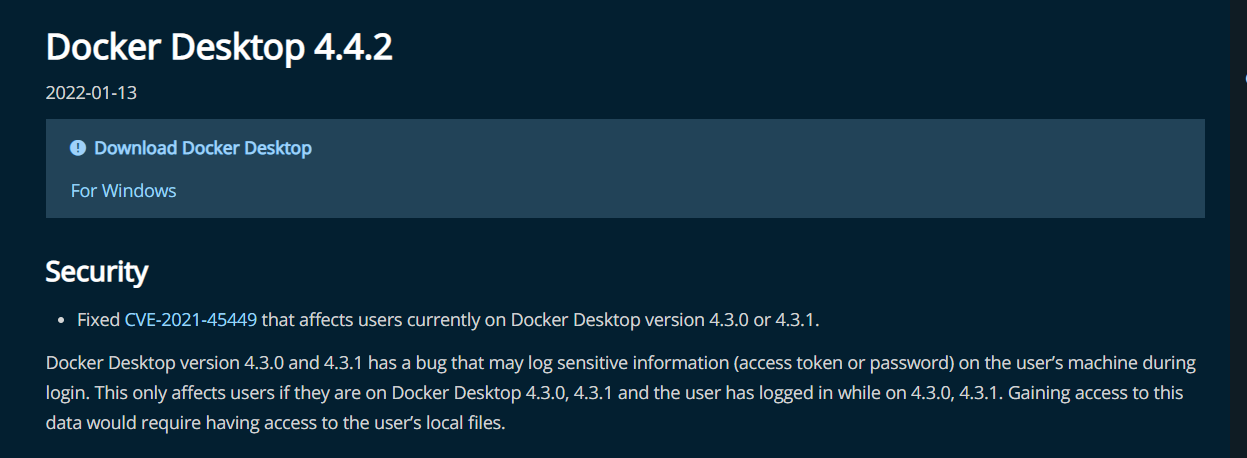 Docker Desktop 4.4.2
2022-01-13
Download Docker Desktop
For Windows
Security
• Fixed CVE-2021-45449 that affects users currently on Docker Desktop version 4.3.0 or 4.3.1.
Docker Desktop version 4.3.0 and 4.3.1 has a bug that may log sensitive information (access token or password) on the user’s machine during
login. This only affects users if they are on Docker Desktop 4.3.0, 4.3.1 and the user has logged in while on 4.3.0, 4.3.1. Gaining access to this
data would require having access to the user’s local files.